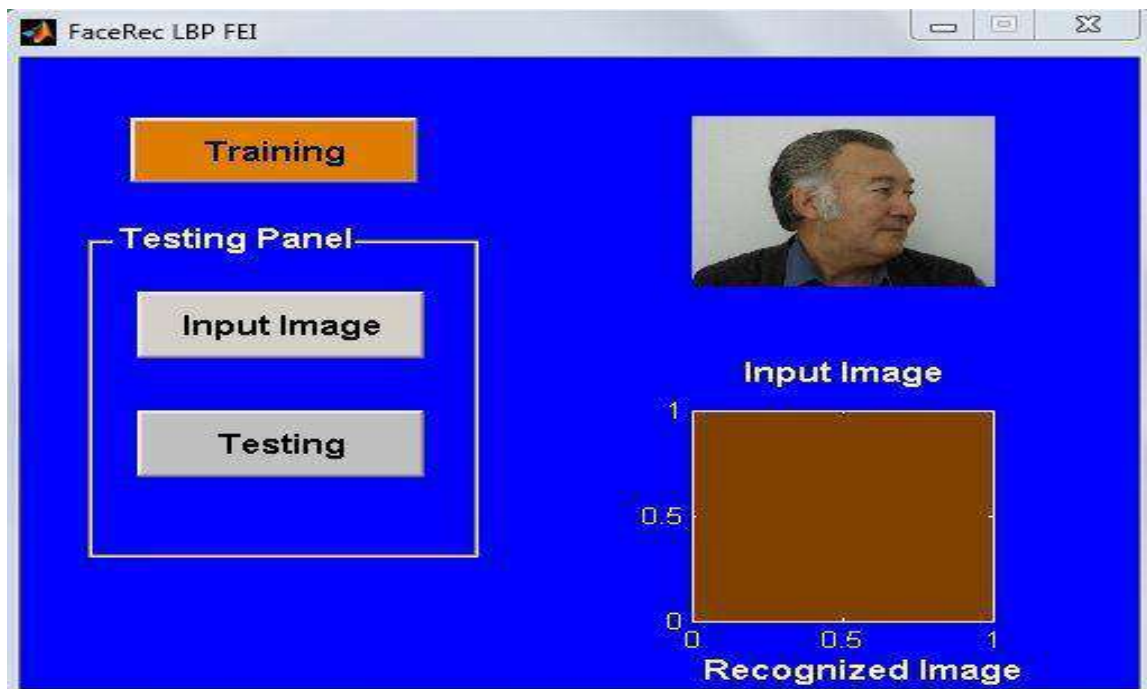 FaceRec LBP FEI
Training
Testing Panel
Input Image
Testing
Input Image
1
0.5
0
0 0.5 1
Recognized Image